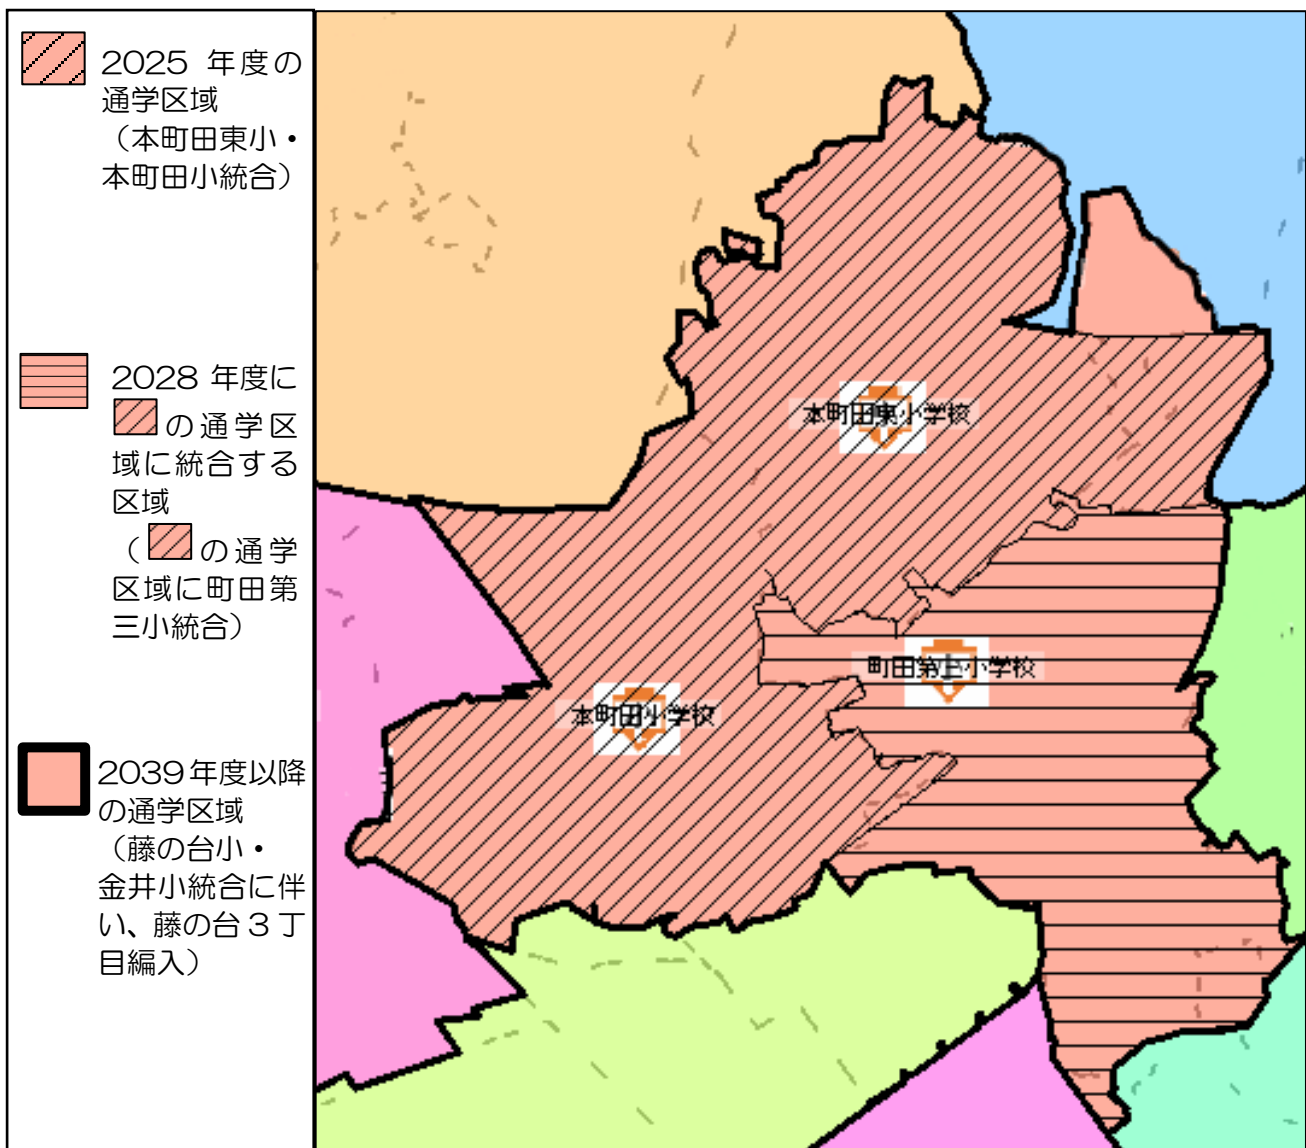 2025 年度の
通学区域
（本町田東小・
本町田小統合）
2028 年度に
の通学区
域に統合する
区域
（ の通学
区域に町田第
三小統合）
2039年度以降
の通学区域
（藤の台小・
金井小統合に伴
い、藤の台３丁
目編入）
本町田東小学校
町田第三小学校
本町田小学校